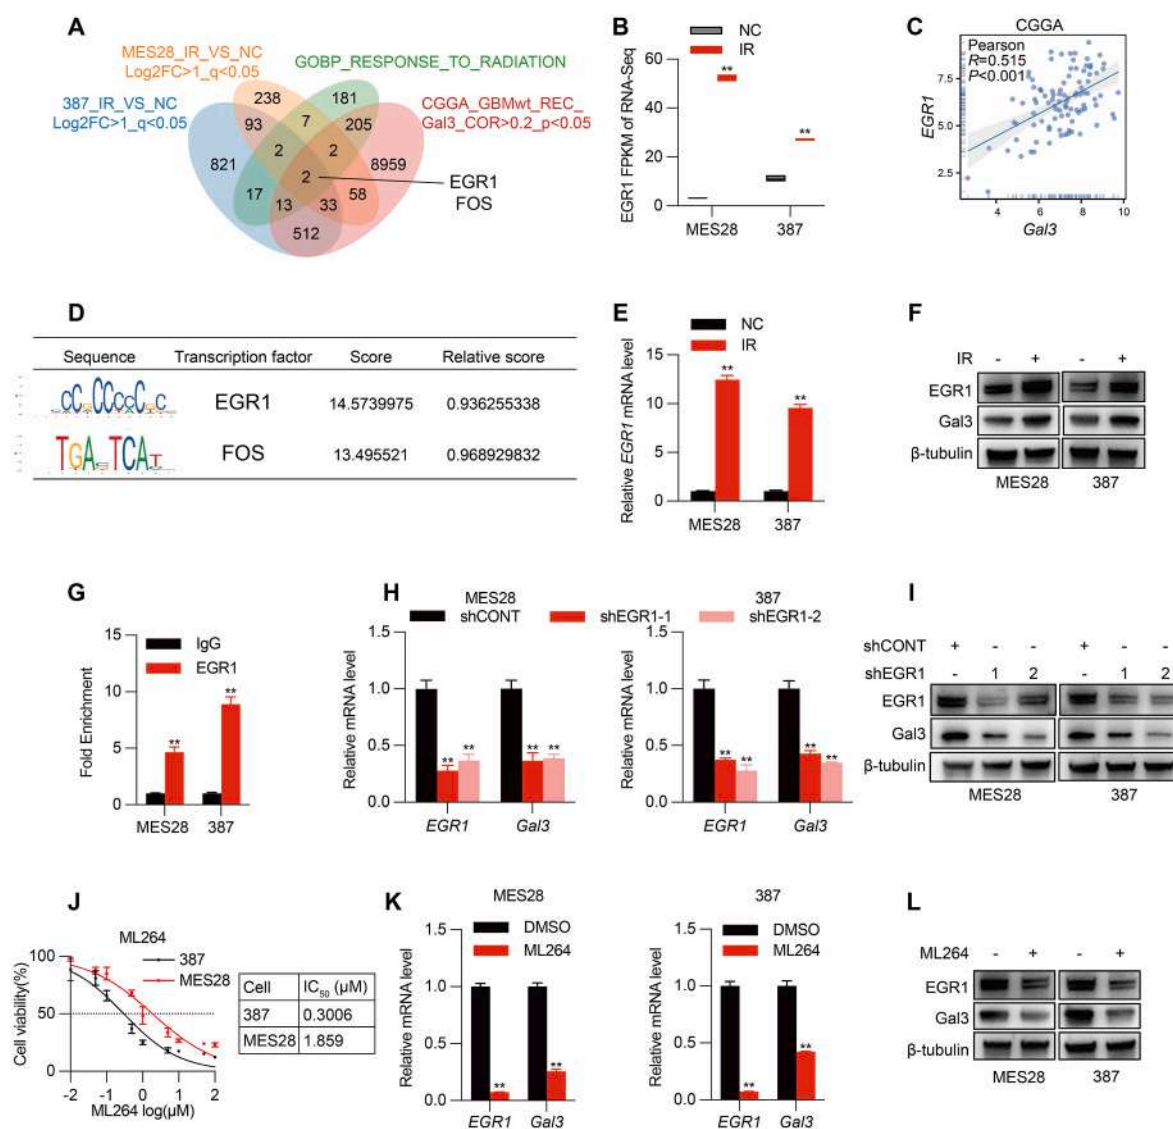 A
MES28_IR_VS_NC
Log2FC>1_q<0.05
GOBP_RESPONSE_TO_RADIATION
387_IR_VS_NC
Log2FC>1_q<0.05
CGGA_GBMwt_REC_
Gal3_COR>0.2_p<0.05
238
181
93
7
205
821
2
2
8959
2
17
13
33
58
512
EGR1
FOS
B
NC
IR
EGR1 FPKM of RNA-Seq
60
40
20
0
**
**
MES28
387
C
CGGA
Pearson
R=0.515
P<0.001
EGR1
7.5
5.0
2.5
4
6
8
10
Gal3
D
Sequence Transcription factor Score Relative score
EGR1 14.5739975 0.936255338
TGA TCA FOS 13.495521 0.968929832
E
NC
IR
Relative EGR1 mRNA level
15
10
5
0
**
**
MES28
387
F
IR - + - +
EGR1
Gal3
β-tubulin
MES28 387
G
IgG
EGR1
Fold Enrichment
15
10
5
0
**
**
MES28
387
H
MES28 387
shCONT shEGR1-1 shEGR1-2
Relative mRNA level
1.5
1.0
0.5
0.0
** **
** **
EGR1 Gal3
Relative mRNA level
1.5
1.0
0.5
0.0
** **
** **
EGR1 Gal3
I
shCONT + - - + - -
shEGR1 - 1 2 - 1 2
EGR1
Gal3
β-tubulin
MES28 387
J
ML264
387
MES28
Cell viability(%)
100
50
0
-2 -1 0 1 2
ML264 log(μM)
Cell IC50 (μM)
387 0.3006
MES28 1.859
K
MES28
DMSO
ML264
Relative mRNA level
1.5
1.0
0.5
0.0
**
**
EGR1 Gal3
387
DMSO
ML264
Relative mRNA level
1.5
1.0
0.5
0.0
**
**
EGR1 Gal3
L
ML264 - + - +
EGR1
Gal3
β-tubulin
MES28 387